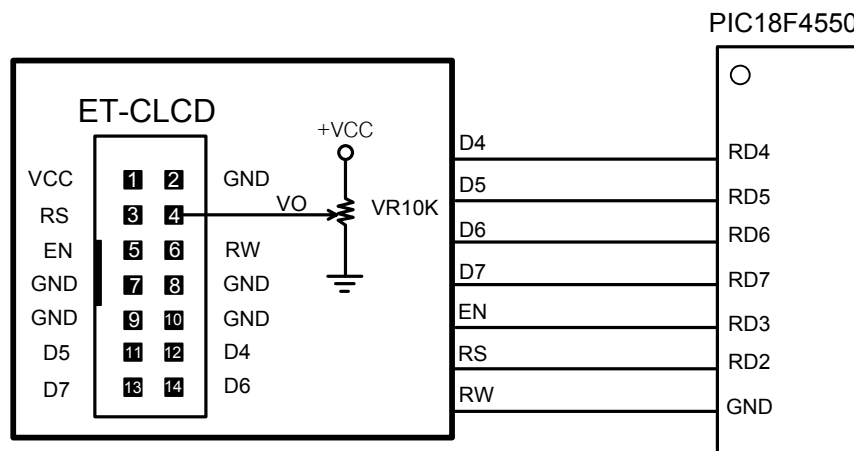 PIC18F4550
ET-CLCD
+VCC
VCC 1 2 GND
RS 3 4 VO VR10K
EN 5 6 RW
GND 7 8 GND
GND 9 10 GND
D5 11 12 D4
D7 13 14 D6
D4 RD4
D5 RD5
D6 RD6
D7 RD7
EN RD3
RS RD2
RW GND